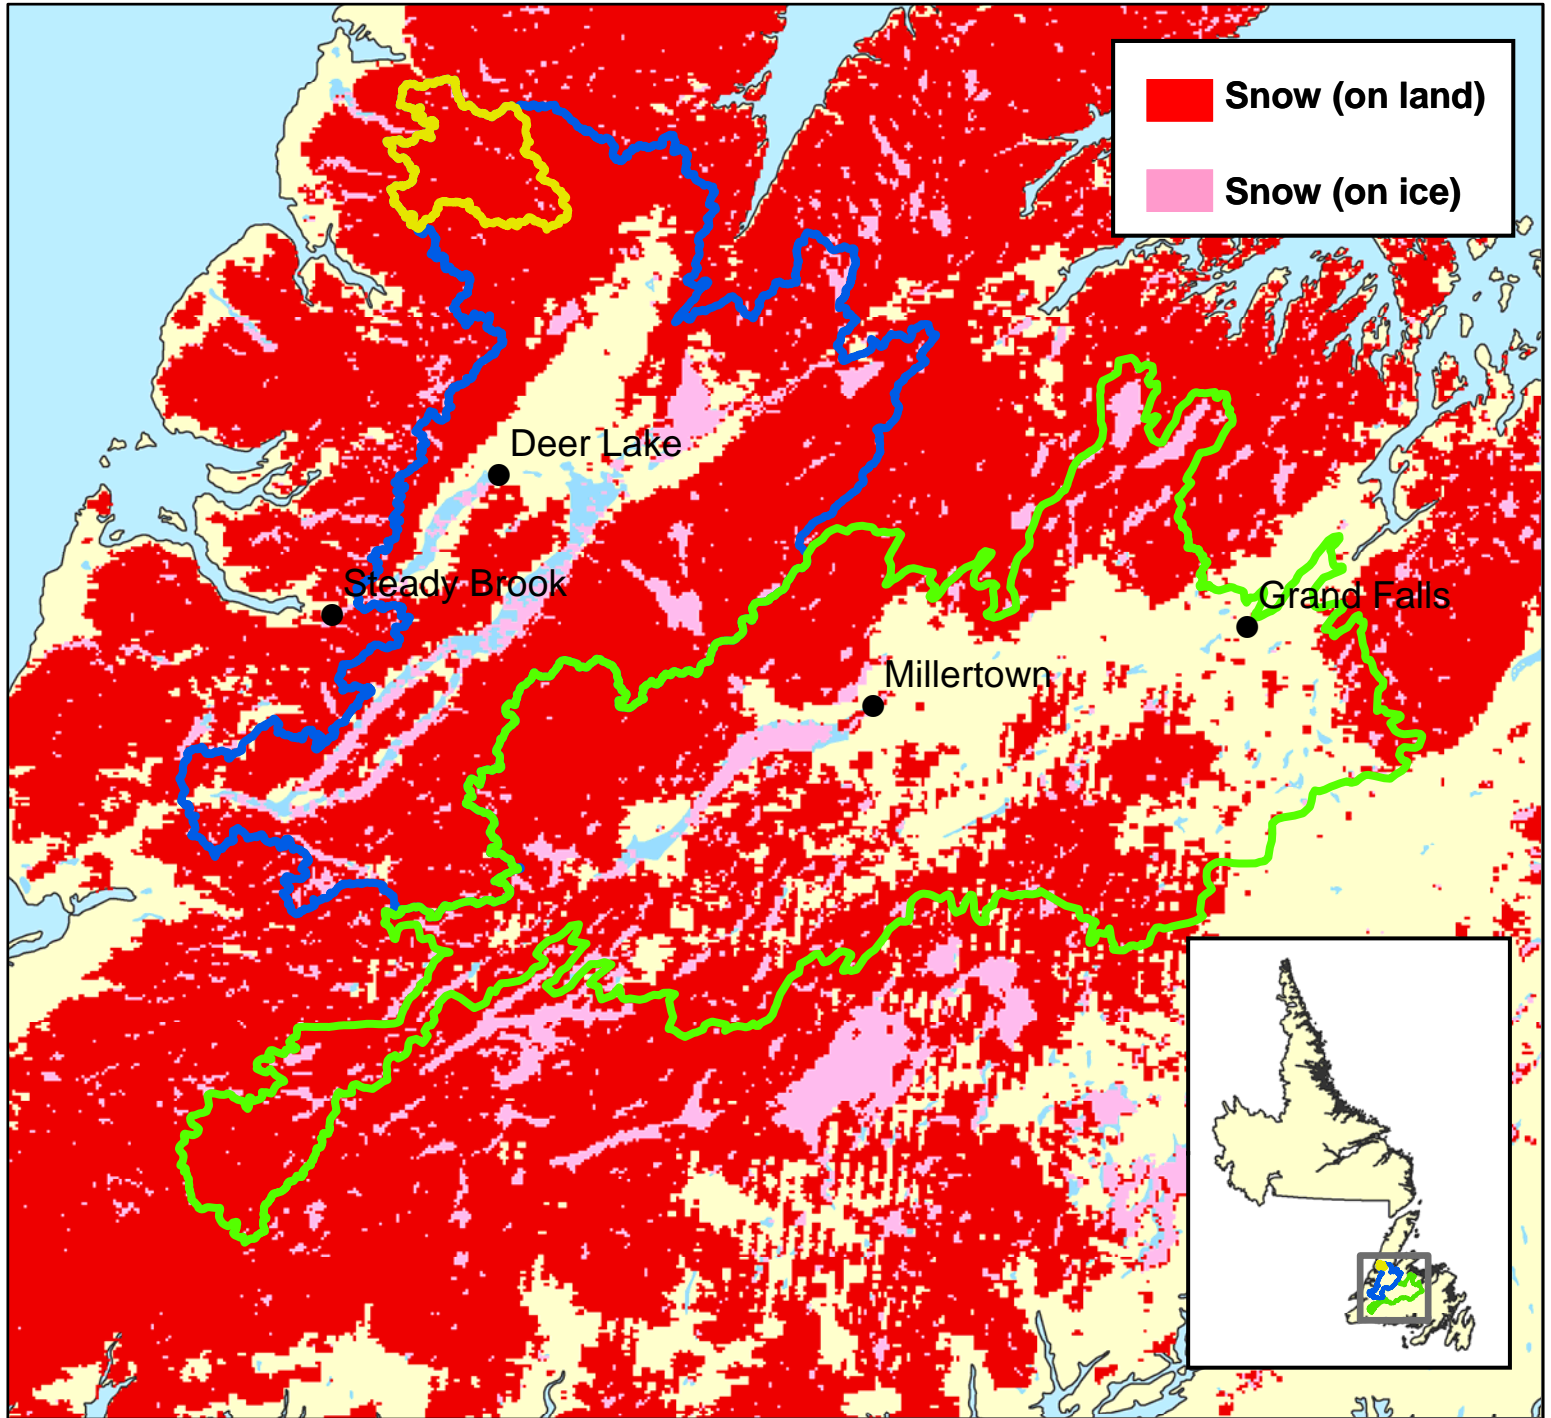 Snow (on land)
Snow (on ice)
Deer Lake
Steady Brook
Grand Falls
Millertown